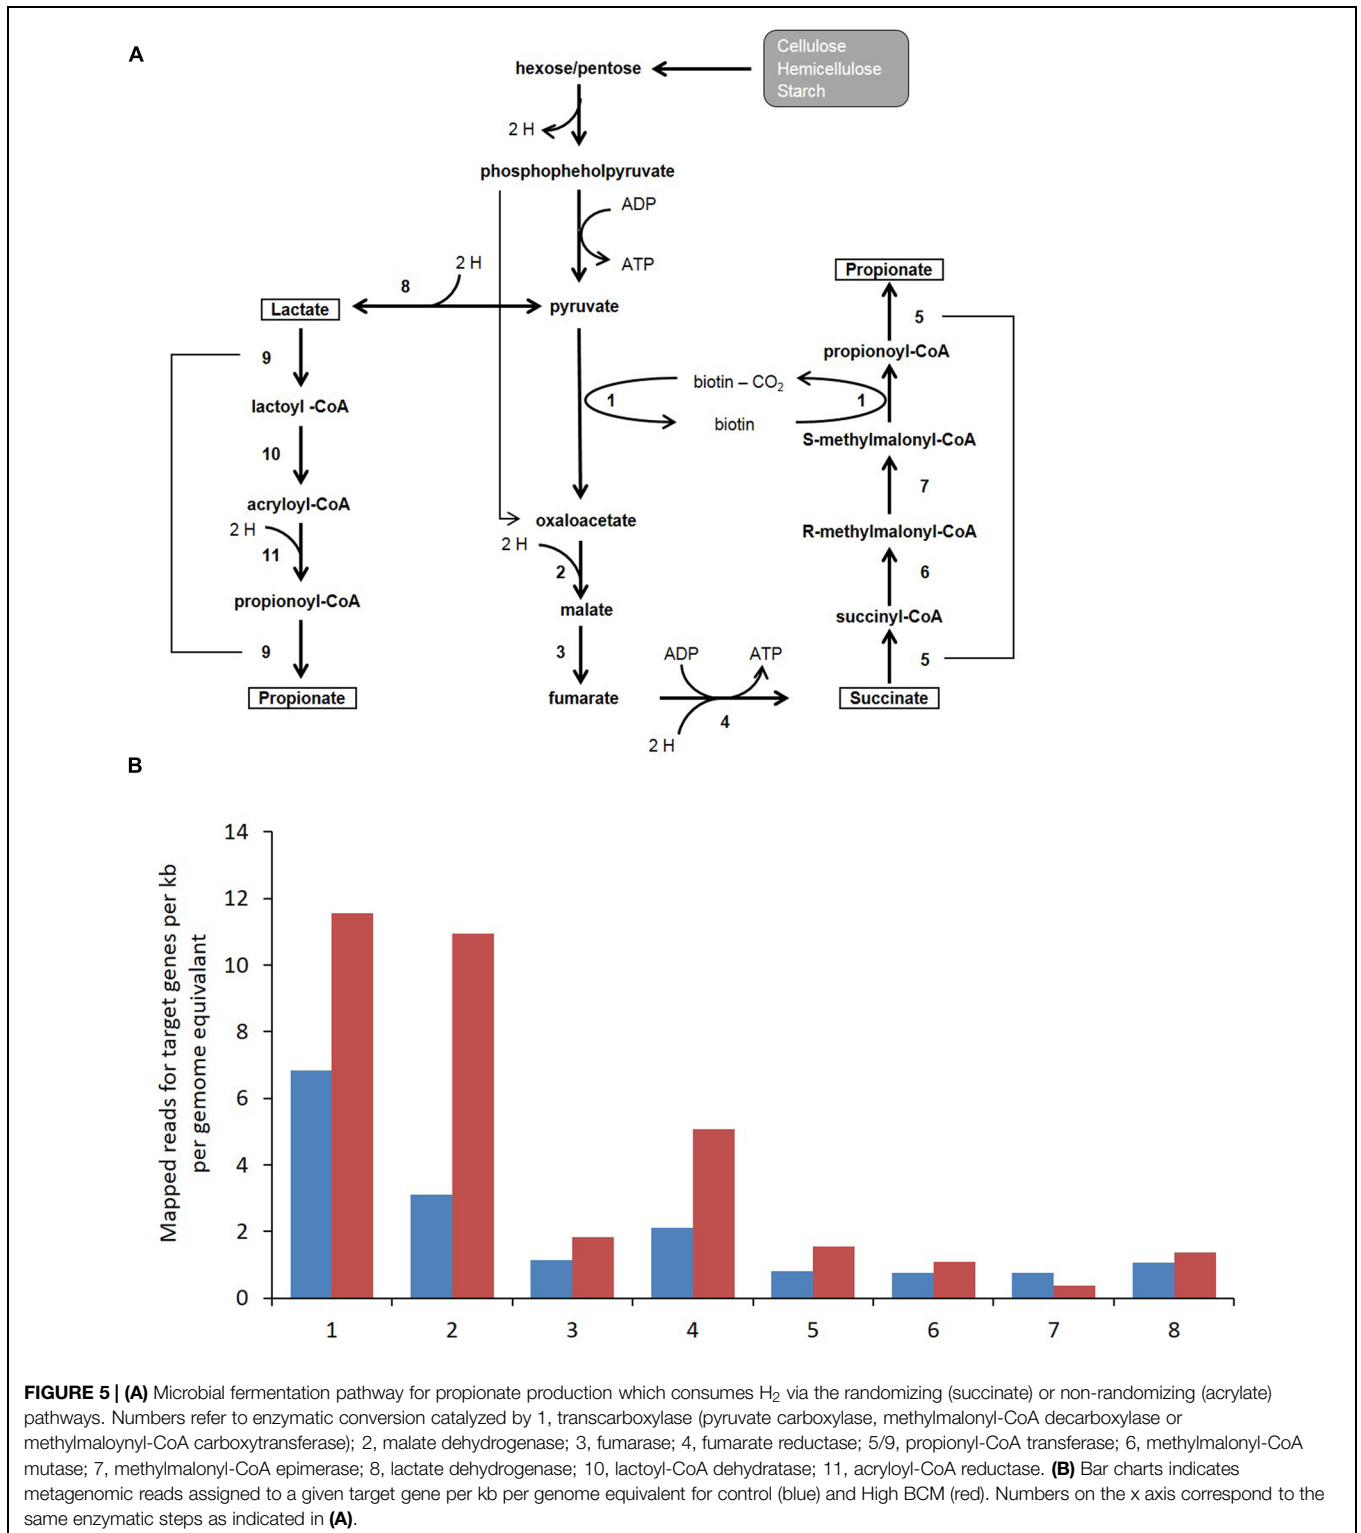 A
Cellulose
Hemicellulose
Starch
hexose/pentose
2 H
phosphopheholpyruvate
ADP
ATP
2 H
8
Lactate
pyruvate
Propionate
5
propionoyl-CoA
9
lactoyl -CoA
biotin – CO2
1
1
biotin
S-methylmalonyl-CoA
10
7
acryloyl-CoA
2 H
11
oxaloacetate
2 H
2
R-methylmalonyl-CoA
6
propionoyl-CoA
malate
succinyl-CoA
9
3
ADP
ATP
5
Propionate
fumarate
4
2 H
Succinate
B
Mapped reads for target genes per kb
per gemome equivalant
14
12
10
8
6
4
2
0
1 2 3 4 5 6 7 8
FIGURE 5 | (A) Microbial fermentation pathway for propionate production which consumes H2 via the randomizing (succinate) or non-randomizing (acrylate)
pathways. Numbers refer to enzymatic conversion catalyzed by 1, transcarboxylase (pyruvate carboxylase, methylmalonyl-CoA decarboxylase or
methylmaloynyl-CoA carboxytransferase); 2, malate dehydrogenase; 3, fumarase; 4, fumarate reductase; 5/9, propionyl-CoA transferase; 6, methylmalonyl-CoA
mutase; 7, methylmalonyl-CoA epimerase; 8, lactate dehydrogenase; 10, lactoyl-CoA dehydratase; 11, acryloyl-CoA reductase. (B) Bar charts indicates
metagenomic reads assigned to a given target gene per kb per genome equivalent for control (blue) and High BCM (red). Numbers on the x axis correspond to the
same enzymatic steps as indicated in (A).